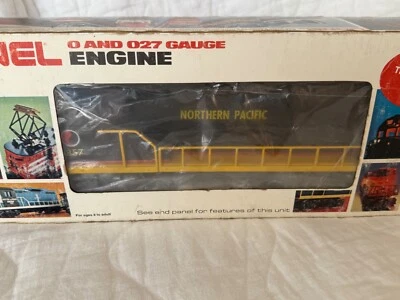 NEL O AND O27 GAUGE
ENGINE
NORTHERN PACIFIC
For ages 8 to adult
See end panel for features of this unit